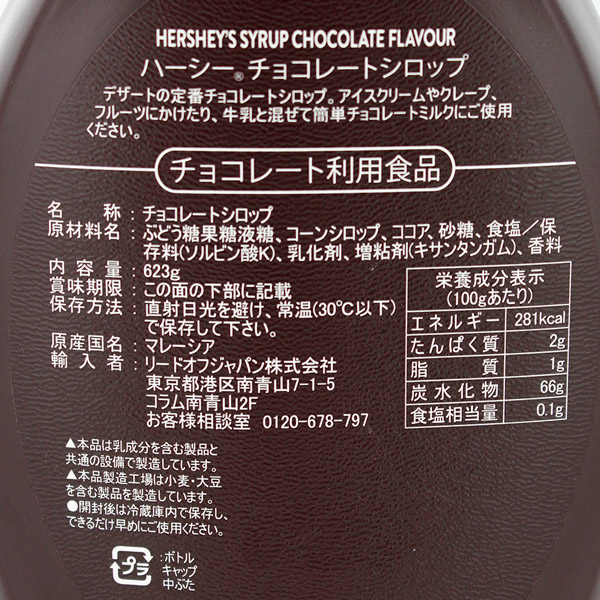 HERSHEY'S SYRUP CHOCOLATE FLAVOUR
ハーシー®チョコレートシロップ
デザートの定番チョコレートシロップ。アイスクリームやクレープ、
フルーツにかけたり、牛乳と混ぜて簡単チョコレートミルクにご使用
ください。
チョコレート利用食品
名称：チョコレートシロップ
原材料名：ぶどう糖果糖液糖、コーンシロップ、ココア、砂糖、食塩／保
存料(ソルビン酸K)、乳化剤、増粘剤(キサンタンガム)、香料
内容量：623g
賞味期限：この面の下部に記載
保存方法：直射日光を避け、常温(30℃以下)
で保存して下さい。
原産国名：マレーシア
輸入者：リードオフジャパン株式会社
東京都港区南青山7-1-5
コラム南青山2F
お客様相談室 0120-678-797
栄養成分表示
(100gあたり)
エネルギー 281kcal
たんぱく質 2g
脂質 1g
炭水化物 66g
食塩相当量 0.1g
▲本品は乳成分を含む製品と
共通の設備で製造しています。
▲本品製造工場は小麦・大豆
を含む製品を製造しています。
●開封後は冷蔵庫内で保存し、
できるだけ早めにご使用ください。
プラ
：ボトル
キャップ
中ぶた